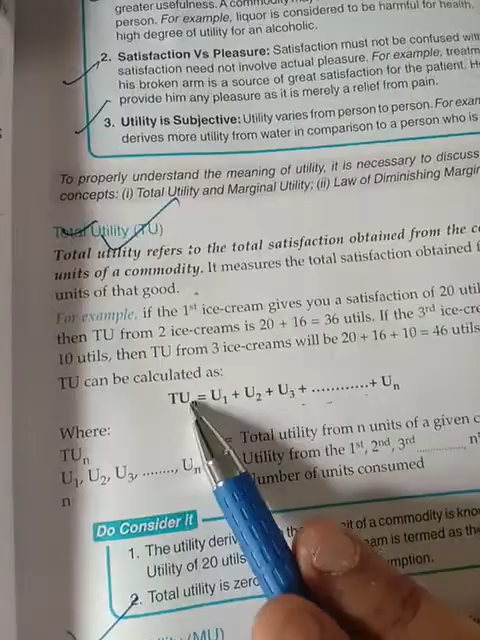 greater usefulness. A commodity
person. For example, liquor is considered to be harmful for health,
high degree of utility for an alcoholic.
2. Satisfaction Vs Pleasure: Satisfaction must not be confused
satisfaction need not involve actual pleasure. For example,
his broken arm is a source of great satisfaction for the patient.
provide him any pleasure as it is merely a relief from pain.
3. Utility is Subjective: Utility varies from person to person. For
derives more utility from water in comparison to a person who is
To properly understand the meaning of utility, it is necessary to discuss
concepts: (i) Total Utility and Marginal Utility; (ii) Law of Diminishing
Total Utility (TU)
Total utility refers to the total satisfaction obtained from the
units of a commodity. It measures the total satisfaction obtained
units of that good.
For example, if the 1st ice-cream gives you a satisfaction of 20
then TU from 2 ice-creams is 20 + 16 = 36 utils. If the 3rd
10 utils, then TU from 3 ice-creams will be 20 + 16 + 10 = 46 utils
TU can be calculated as:
TUn = U1 + U2 + U3 + ............ + Un
Where:
TUn = Total utility from n units of a given
U1, U2, U3, ........, Un Utility from the 1st, 2nd, 3rd ..............
n Number of units consumed
Do Consider It
1. The utility of a commodity is
Utility of 20 utils is termed as the
2. Total utility is zero
(MU)